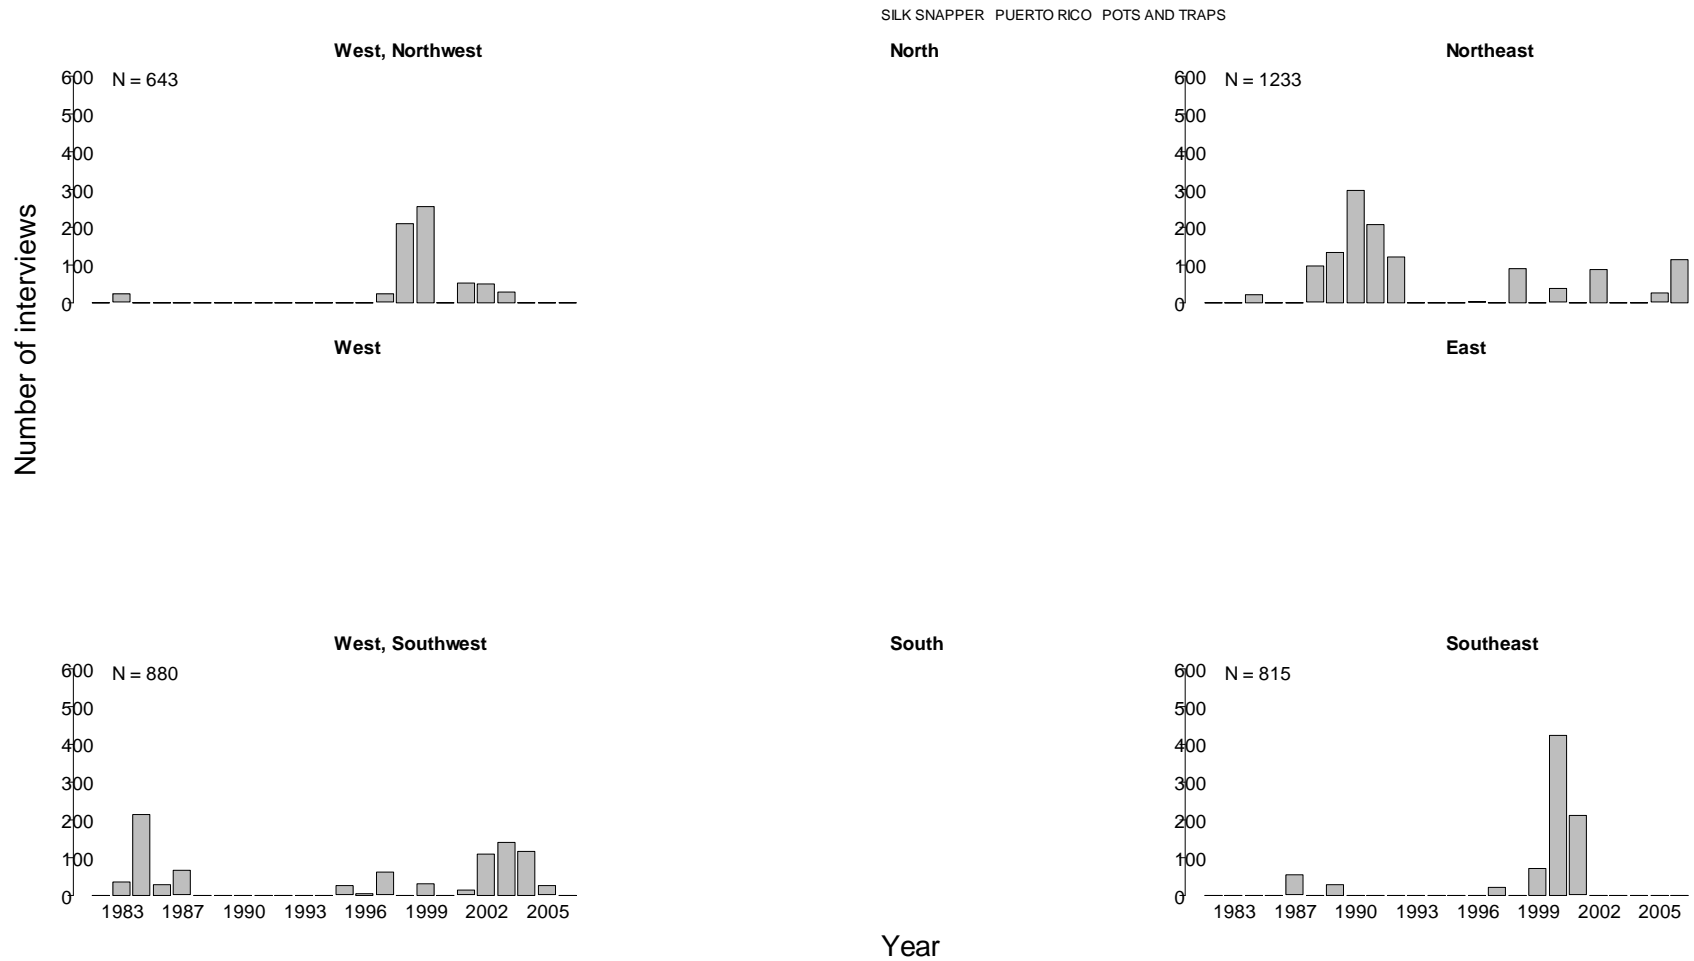 SILK SNAPPER PUERTO RICO POTS AND TRAPS
West, Northwest
North
Northeast
600
500
400
300
200
100
0
N = 643
600
500
400
300
200
100
0
N = 1233
Number of interviews
West
East
West, Southwest
South
Southeast
600
500
400
300
200
100
0
N = 880
1983 1987 1990 1993 1996 1999 2002 2005
600
500
400
300
200
100
0
N = 815
1983 1987 1990 1993 1996 1999 2002 2005
Year